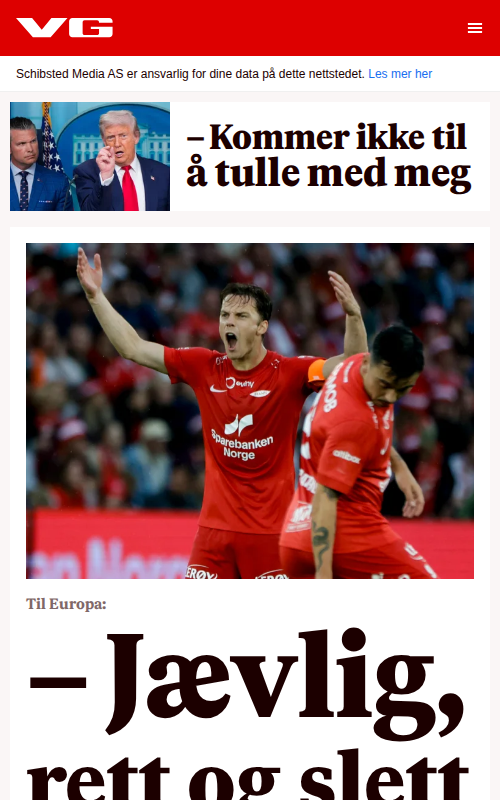 VG
Schibsted Media AS er ansvarlig for dine data på dette nettstedet. Les mer her
– Kommer ikke til
å tulle med meg
equity
Sparebanken
Norge
Til Europa:
– Jævlig,
rett og slett